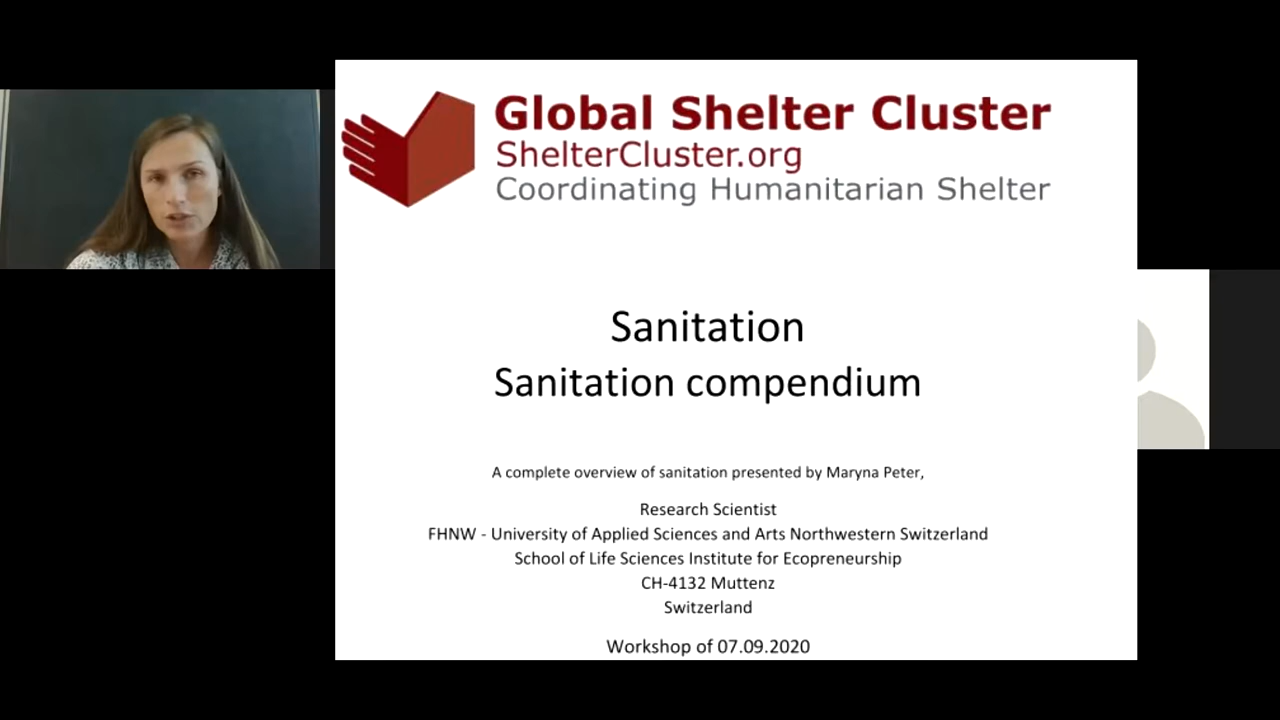 Global Shelter Cluster
ShelterCluster.org
Coordinating Humanitarian Shelter
Sanitation
Sanitation compendium
A complete overview of sanitation presented by Maryna Peter,
Research Scientist
FHNW - University of Applied Sciences and Arts Northwestern Switzerland
School of Life Sciences Institute for Ecopreneurship
CH-4132 Muttenz
Switzerland
Workshop of 07.09.2020